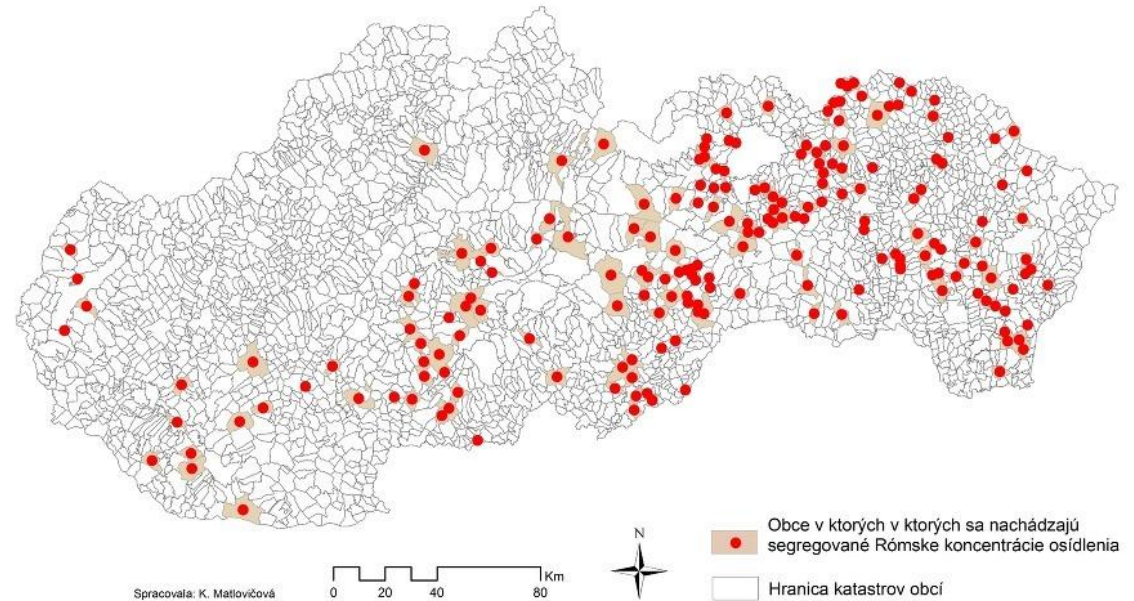 Obce v ktorých v ktorých sa nachádzajú
segregované Rómske koncentrácie osídlenia
Hranica katastrov obcí
N
Km
0 20 40 80
Spracovala: K. Matlovičová